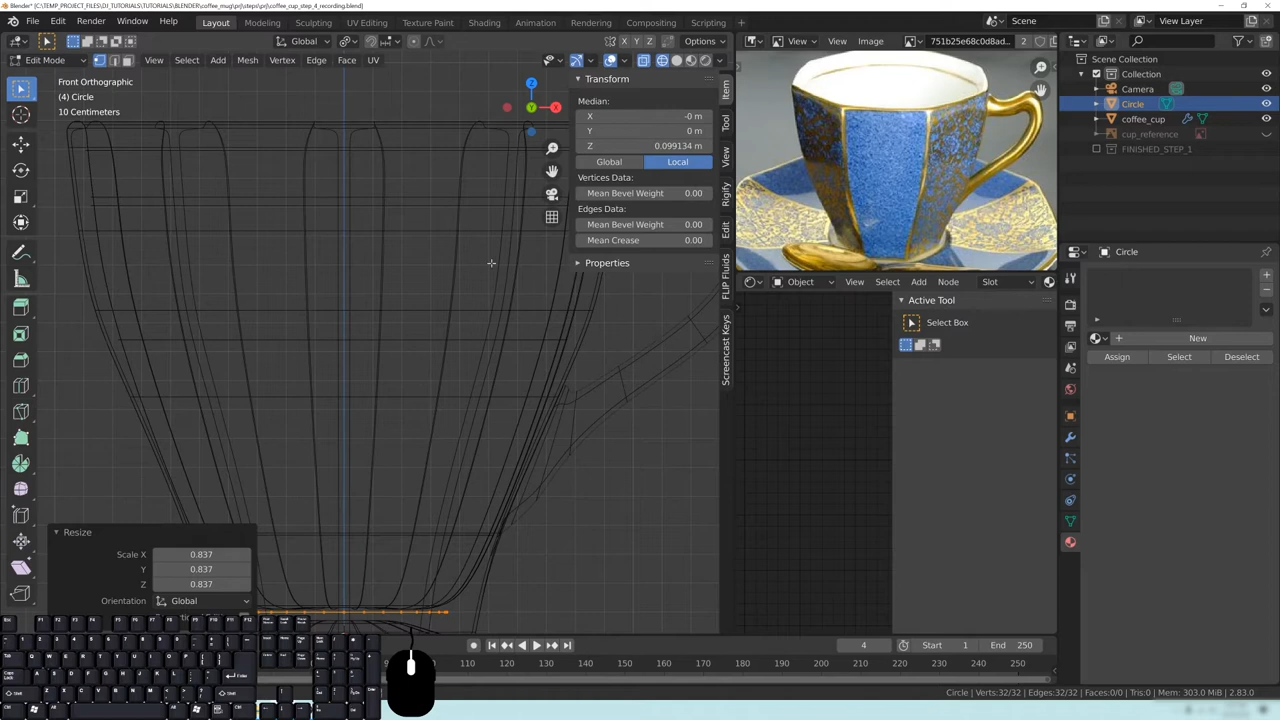 Blender* [C:\TEMP_PROJECT_FILES\DJ_TUTORIALS\TUTORIALS\BLENDER\coffee_mug\prj\steps\prj\coffee_cup_step_4_recording.blend]
File Edit Render Window Help
Layout Modeling Sculpting UV Editing Texture Paint Shading Animation Rendering Compositing Scripting
Scene
View Layer
Global
X Y Z
Options
View Image
751b25e68c0d8ad...
2
Edit Mode
View Select Add Mesh Vertex Edge Face UV
Front Orthographic
(4) Circle
10 Centimeters
Z
X
Y
Transform
Median:
X -0 m
Y 0 m
Z 0.099134 m
Global Local
Vertices Data:
Mean Bevel Weight 0.00
Edges Data:
Mean Bevel Weight 0.00
Mean Crease 0.00
Properties
Item
Tool
View
Rigify
Edit
FLIP Fluids
Screencast Keys
Scene Collection
Collection
Camera
Circle
coffee_cup
cup_reference
FINISHED_STEP_1
Circle
New
Assign Select Deselect
Object View Select Add Node Slot
Active Tool
Select Box
Resize
Scale X 0.837
Y 0.837
Z 0.837
Orientation Global
110 120 130 140 150 160 170 180 190 200 210 220 230 240 250
4
Start 1
End 250
Circle | Verts:32/32 | Edges:32/32 | Faces:0/0 | Tris:0 | Mem: 303.0 MiB | 2.83.0